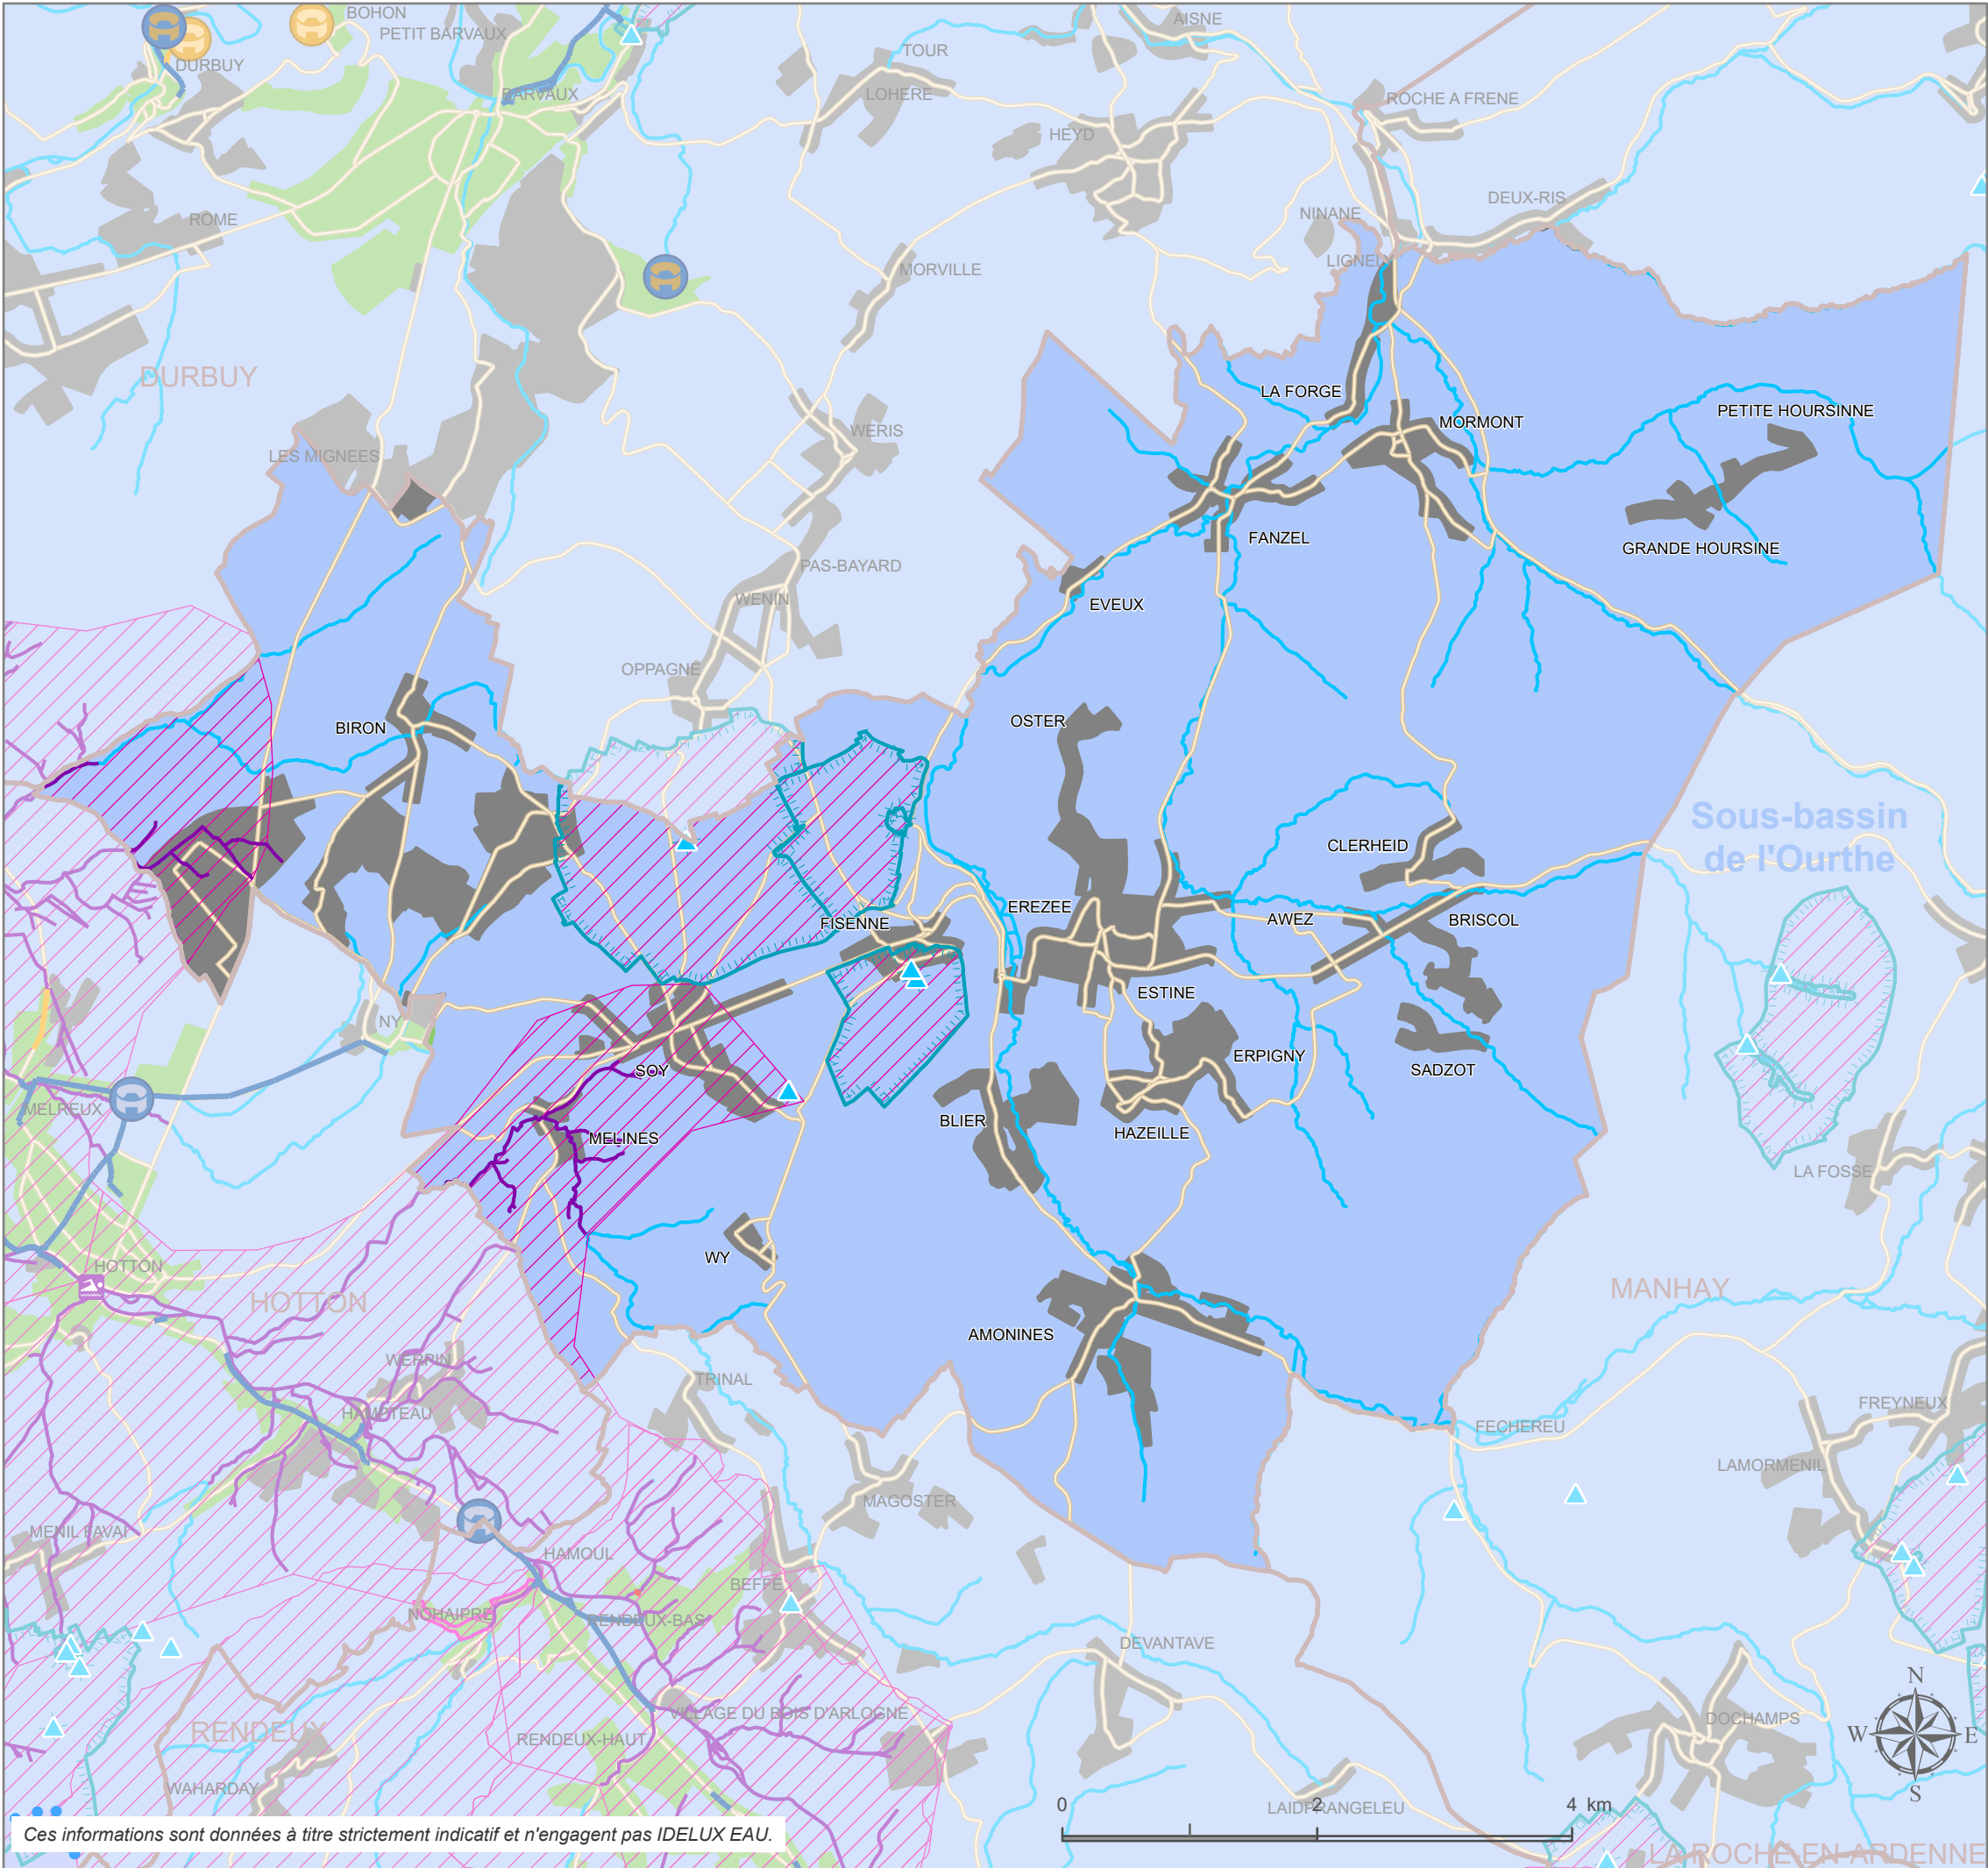 BOHON
AISNE
PETIT BARVAUX
TOUR
DURBUY
BARVAUX
LOHERE
ROCHE A FRENE
HEYD
DEUX-RIS
NINANE
ROME
LIGNELY
MORVILLE
DURBUY
LA FORGE
PETITE HOURSINNE
MORMONT
WERIS
LES MIGNEES
FANZEL
GRANDE HOURSINE
PAS-BAYARD
WENIN
EVEUX
OPPAGNE
OSTER
BIRON
Sous-bassin
de l'Ourthe
CLERHEID
EREZEE
AWEZ
BRISCOL
FISENNE
ESTINE
NY
ERPIGNY
SOY
SADZOT
MELREUX
BLIER
HAZEILLE
MELINES
LA FOSSE
WY
HOTTON
HOTTON
MANHAY
AMONINES
WERPIN
TRINAL
HAMPTEAU
FREYNEUX
FECHEREU
LAMORMENIL
MAGOSTER
MENIL FAVAI
HAMOUL
BEFFE
NOHAIPRE
RENDEUX-BAS
DEVANTAVE
N
VILLAGE DU BOIS D'ARLOGNE
DOCHAMPS
RENDEUX
RENDEUX-HAUT
W
E
WAHARDAY
S
0
2
4 km
LAIDPRANGELEU
Ces informations sont données à titre strictement indicatif et n'engagent pas IDELUX EAU.
LA ROCHE-EN-ARDENNE